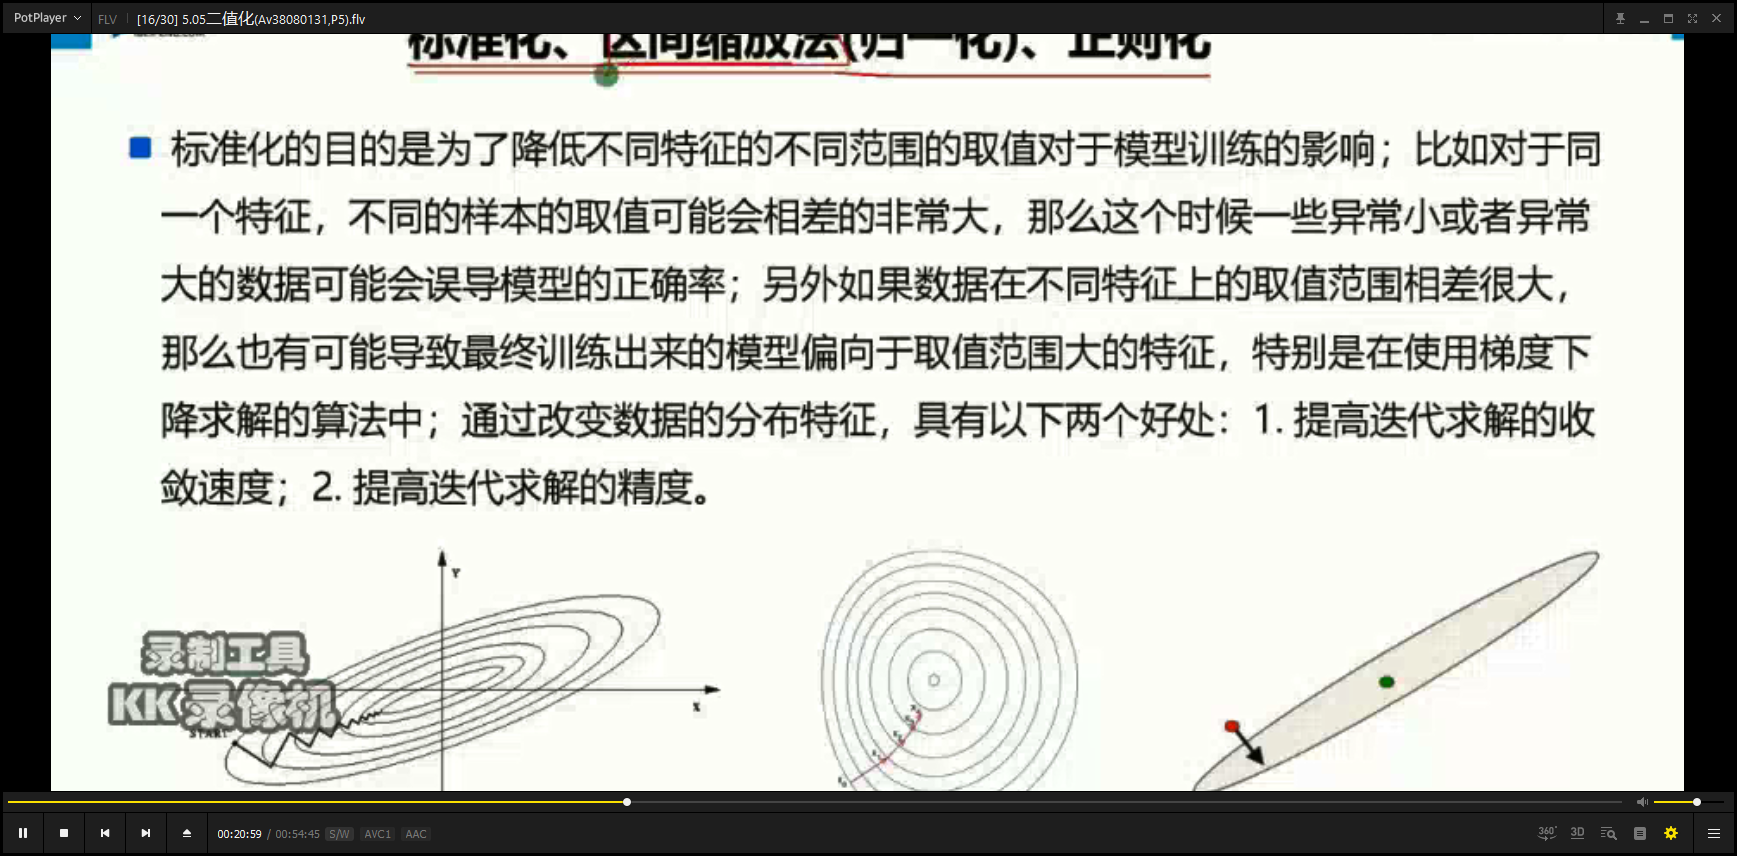 PotPlayer
FLV
[16/30] 5.05二值化(Av38080131,P5).flv
标准化、区间缩放法(归一化)、正则化
标准化的目的是为了降低不同特征的不同范围的取值对于模型训练的影响；比如对于同
一个特征，不同的样本的取值可能会相差的非常大，那么这个时候一些异常小或者异常
大的数据可能会误导模型的正确率；另外如果数据在不同特征上的取值范围相差很大，
那么也有可能导致最终训练出来的模型偏向于取值范围大的特征，特别是在使用梯度下
降求解的算法中；通过改变数据的分布特征，具有以下两个好处：1. 提高迭代求解的收
敛速度；2. 提高迭代求解的精度。
Y
录制工具
KK录像机
X
START
00:20:59 / 00:54:45 S/W AVC1 AAC
360°
3D